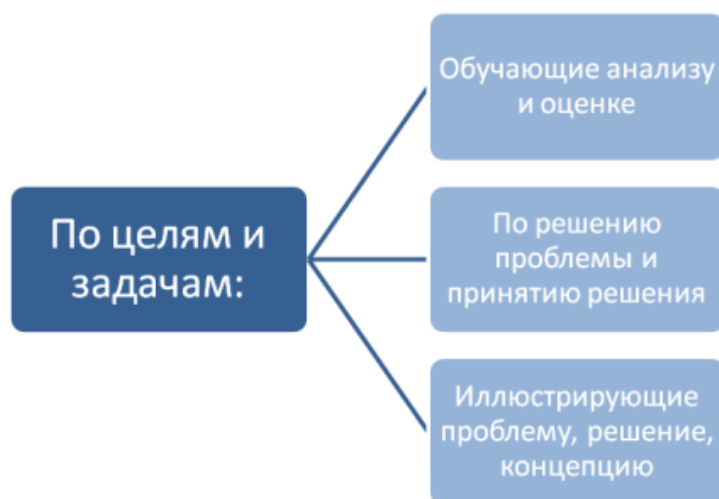 Обучающие анализу
и оценке
По целям и
задачам:
По решению
проблемы и
принятию решения
Иллюстрирующие
проблему, решение,
концепцию